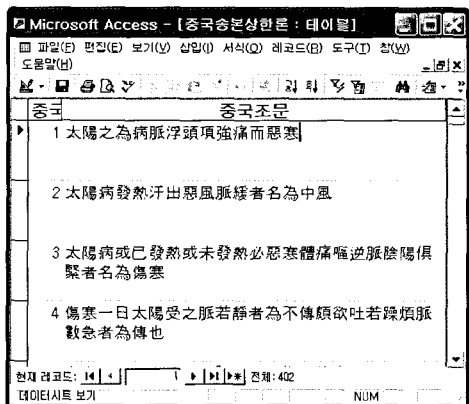 Microsoft Access - [중국송본상한론 : 테이블]
파일(F) 편집(E) 보기(V) 삽입(I) 서식(O) 레코드(R) 도구(T) 창(W)
도움말(H)
중국 중국조문
1 太陽之為病脈浮頭項強痛而惡寒
2 太陽病發熱汗出惡風脈緩者名為中風
3 太陽病或已發熱或未發熱必惡寒體痛嘔逆脈陰陽俱
緊者名為傷寒
4 傷寒一日太陽受之脈若靜者為不傳頗欲吐若躁煩脈
數急者為傳也
현재 레코드: 1 전체: 402
데이터시트 보기 NUM